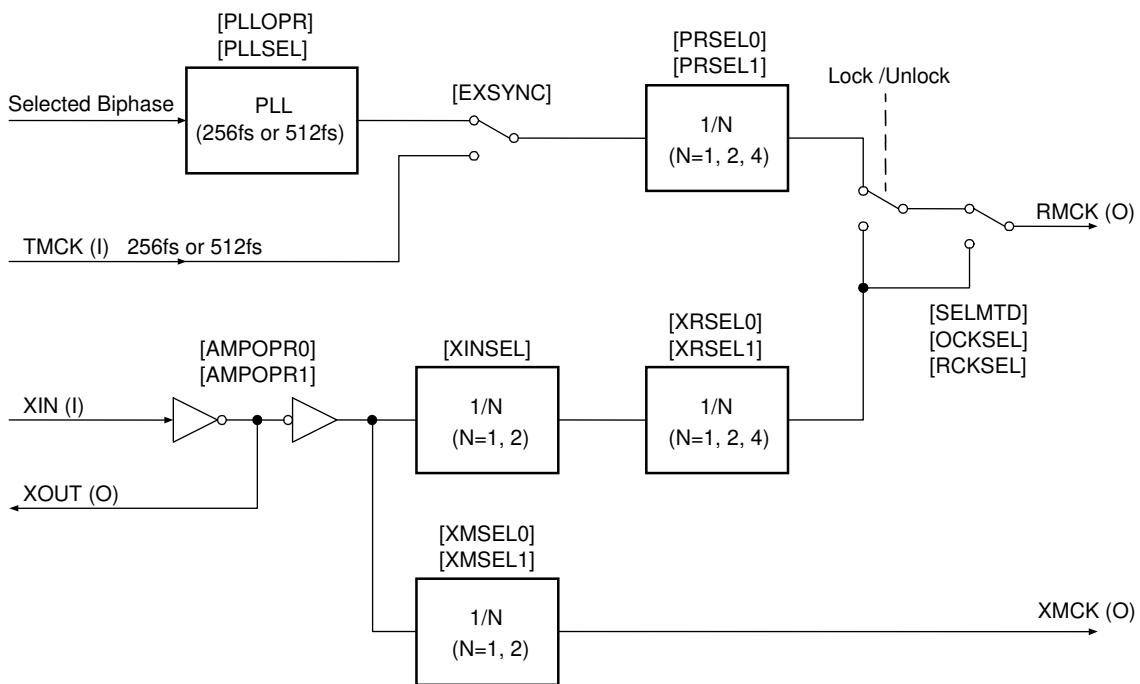 [PLLOPR]
[PLLSEL]
[PRSEL0]
[PRSEL1]
Lock /Unlock
Selected Biphase
PLL
(256fs or 512fs)
[EXSYNC]
1/N
(N=1, 2, 4)
RMCK (O)
TMCK (I) 256fs or 512fs
[SELMTD]
[OCKSEL]
[RCKSEL]
[AMPOPR0]
[AMPOPR1]
[XINSEL]
[XRSEL0]
[XRSEL1]
XIN (I)
1/N
(N=1, 2)
1/N
(N=1, 2, 4)
XOUT (O)
[XMSEL0]
[XMSEL1]
1/N
(N=1, 2)
XMCK (O)